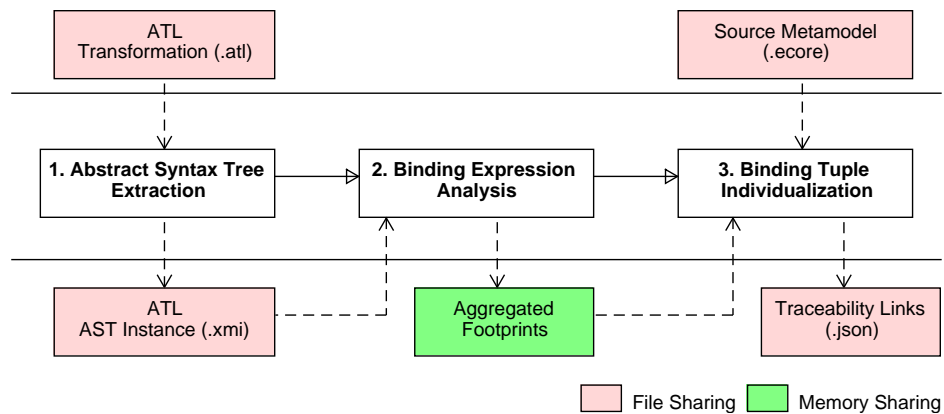 ATL
Transformation (.atl)
Source Metamodel
(.ecore)
1. Abstract Syntax Tree
Extraction
2. Binding Expression
Analysis
3. Binding Tuple
Individualization
ATL
AST Instance (.xmi)
Aggregated
Footprints
Traceability Links
(.json)
File Sharing
Memory Sharing